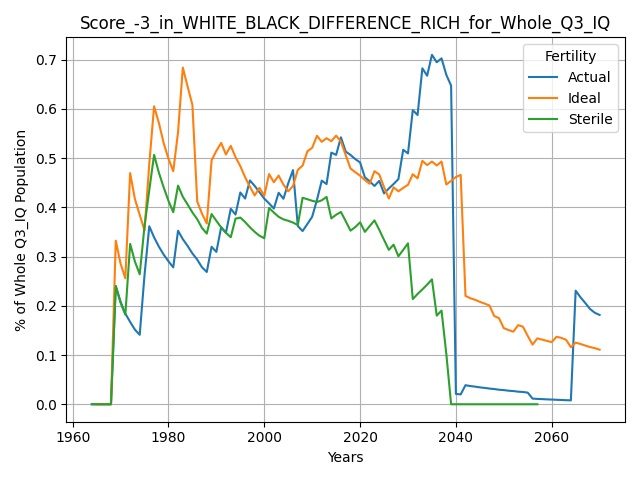 Score_-3_in_WHITE_BLACK_DIFFERENCE_RICH_for_Whole_Q3_IQ
Fertility
Actual
Ideal
Sterile
% of Whole Q3_IQ Population
0.7
0.6
0.5
0.4
0.3
0.2
0.1
0.0
1960 1980 2000 2020 2040 2060
Years